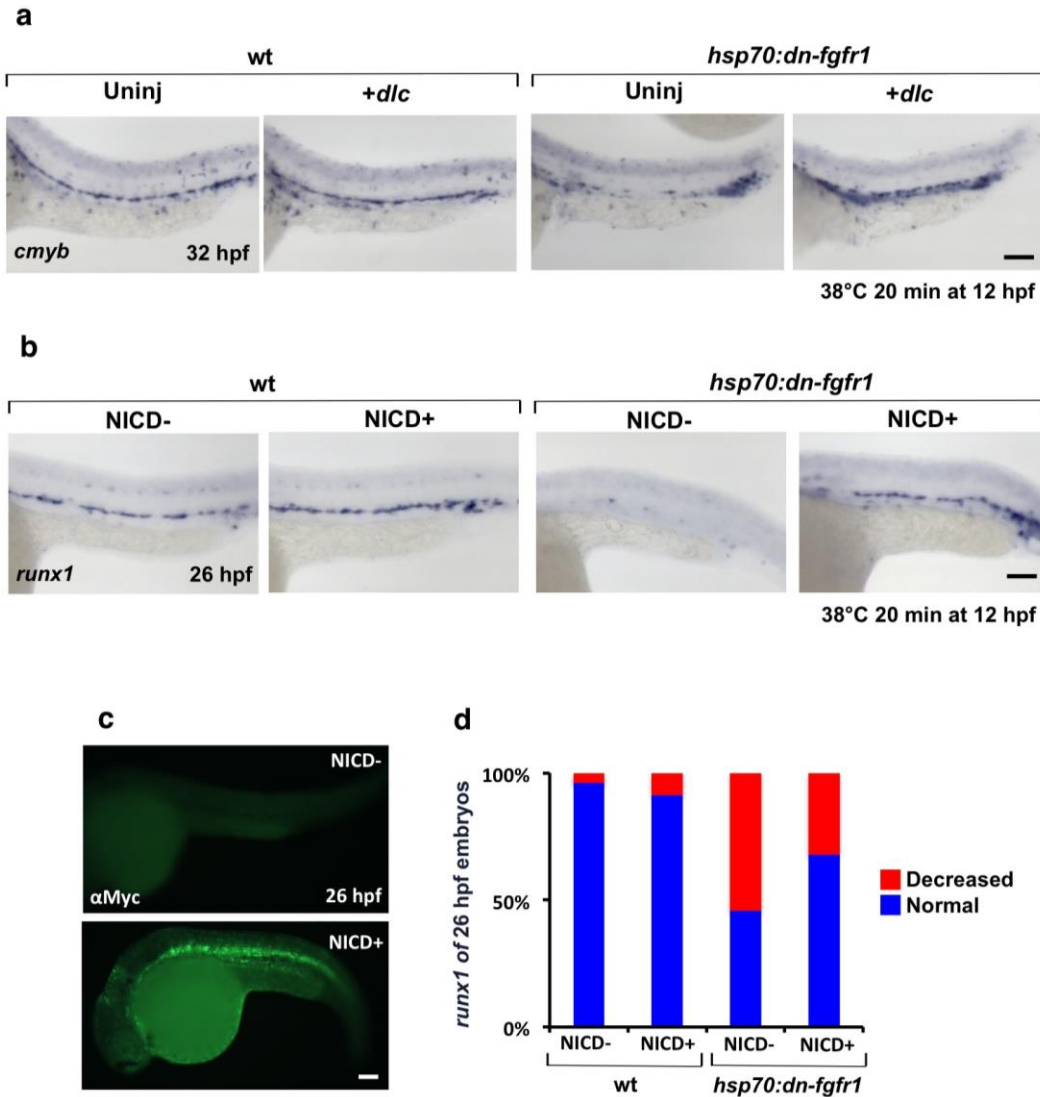 a
wt
hsp70:dn-fgfr1
Uninj
+dlc
Uninj
+dlc
cmyb
32 hpf
38°C 20 min at 12 hpf
b
wt
hsp70:dn-fgfr1
NICD-
NICD+
NICD-
NICD+
runx1
26 hpf
38°C 20 min at 12 hpf
c
NICD-
αMyc
26 hpf
NICD+
d
runx1 of 26 hpf embryos
100%
50%
0%
Decreased
Normal
NICD-
NICD+
NICD-
NICD+
wt
hsp70:dn-fgfr1